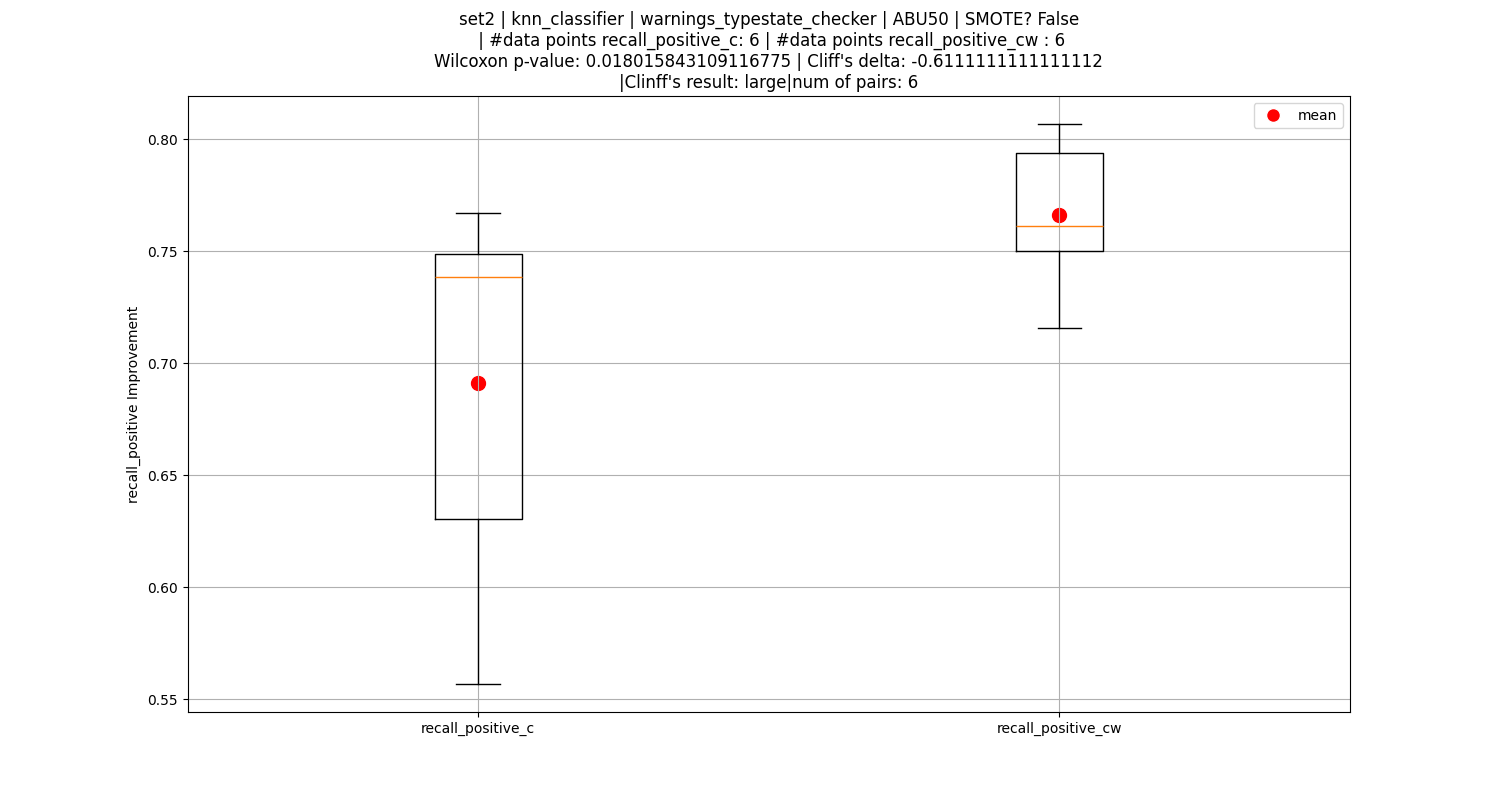 set2 | knn_classifier | warnings_typestate_checker | ABU50 | SMOTE? False
| #data points recall_positive_c: 6 | #data points recall_positive_cw : 6
Wilcoxon p-value: 0.018015843109116775 | Cliff's delta: -0.6111111111111112
|Clinff's result: large|num of pairs: 6
mean
0.80
0.75
0.70
0.65
0.60
0.55
recall_positive Improvement
recall_positive_c
recall_positive_cw